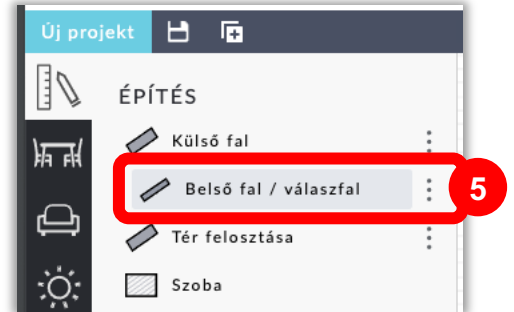 Új projekt
ÉPÍTÉS
Külső fal
Belső fal / válaszfal
5
Tér felosztása
Szoba